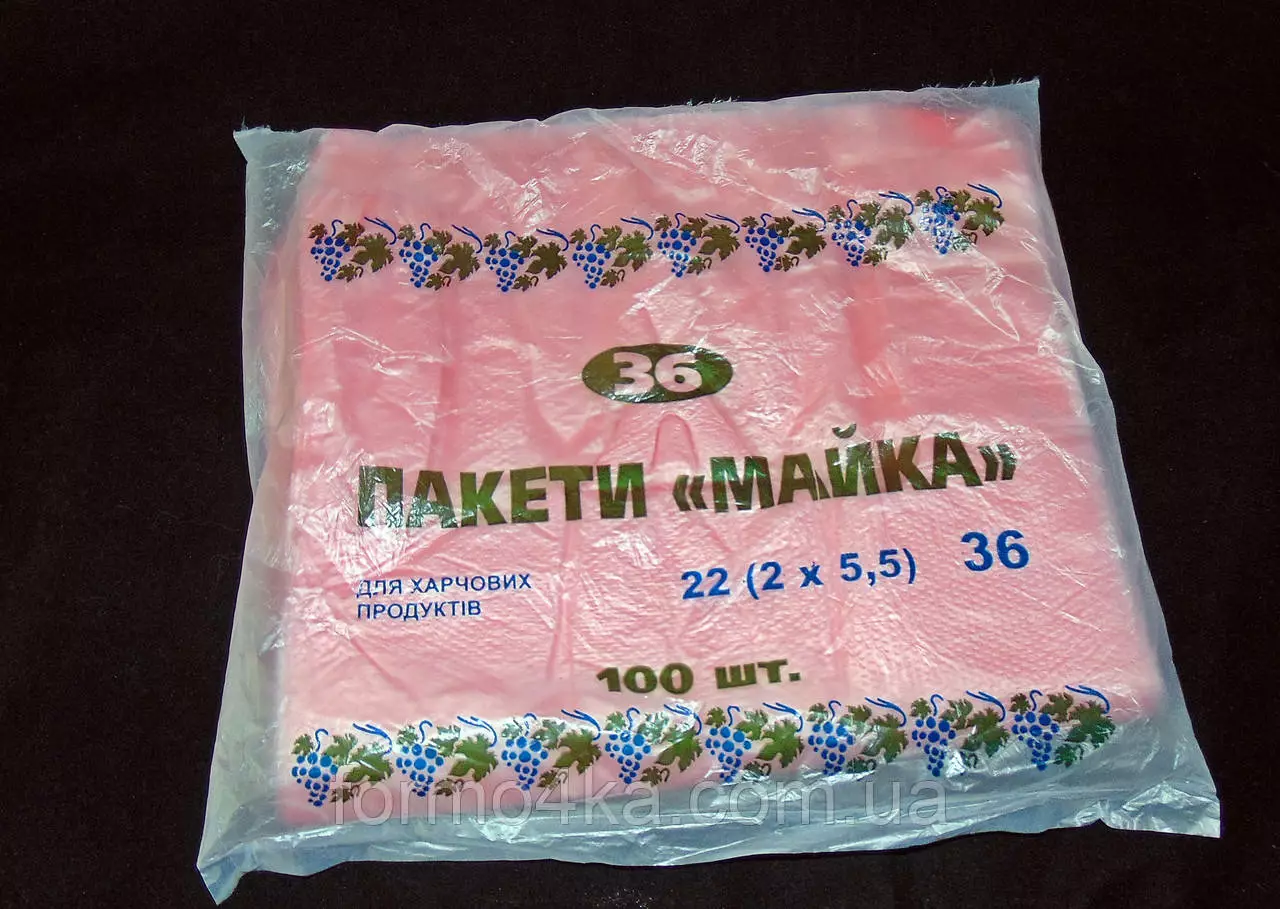 36
ПАКЕТИ «МАЙКА»
ДЛЯ ХАРЧОВИХ
ПРОДУКТІВ
22 (2 x 5,5) 36
100 шт.
formo4ka.com.ua